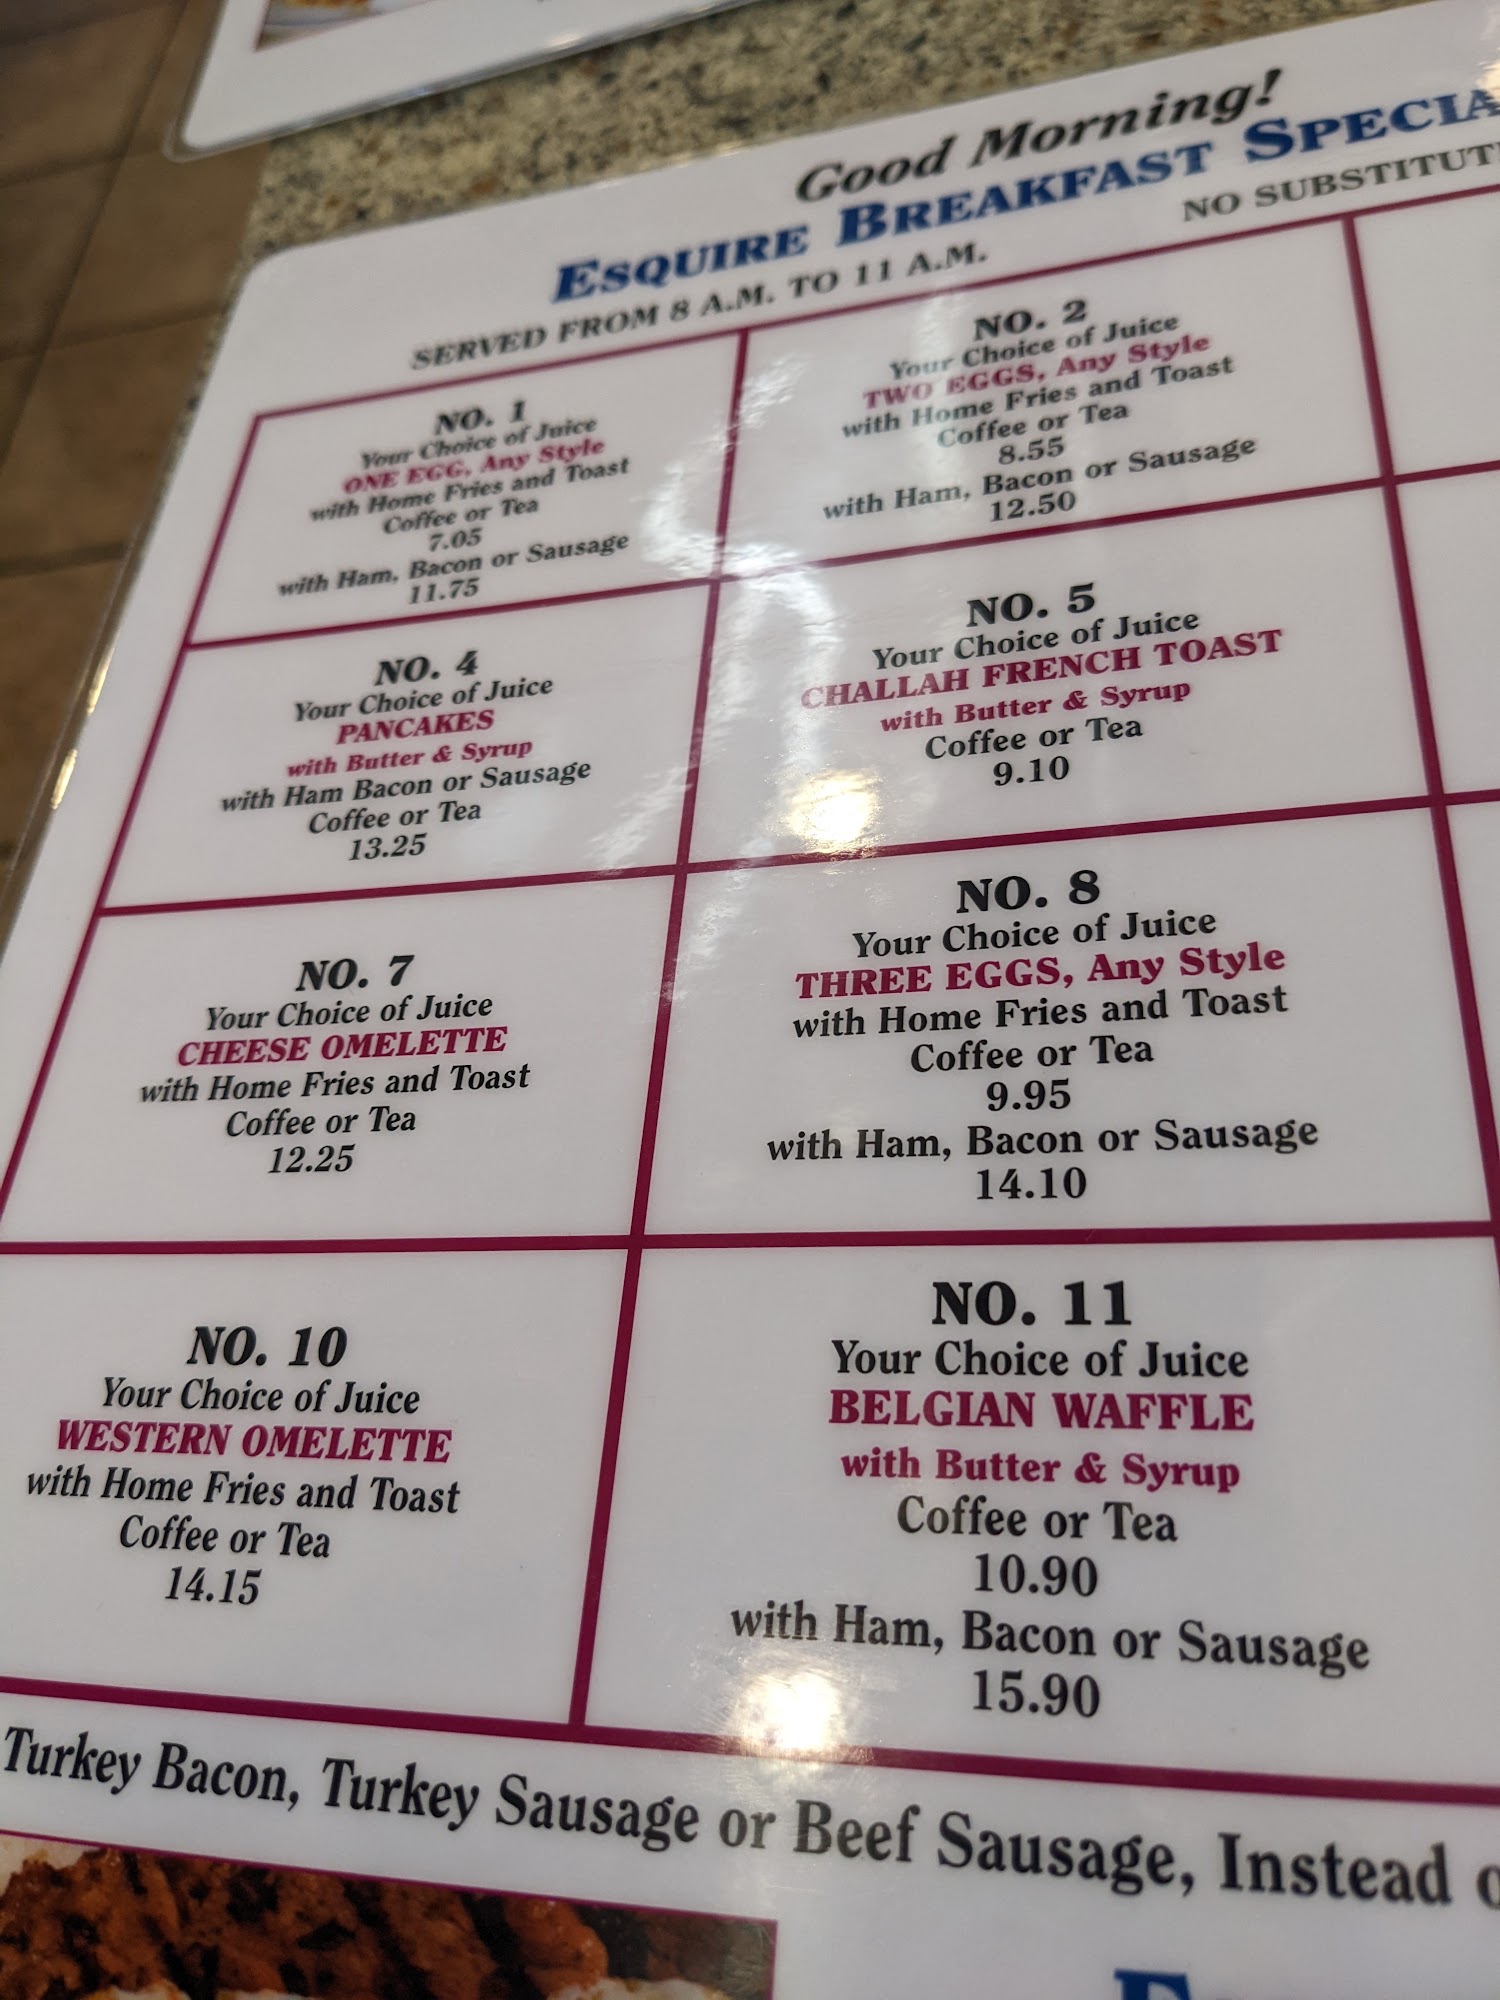 Good Morning!
ESQUIRE BREAKFAST
SERVED FROM 8 A.M. TO 11 A.M.
NO
NO. 1
Your Choice of Juice
ONE EGG, Any Style
with Home Fries and Toast
Coffee or Tea
7.05
with Ham, Bacon or Sausage
11.75
NO. 2
Your Choice of Juice
TWO EGGS, Any Style
with Home Fries and Toast
Coffee or Tea
8.55
with Ham, Bacon or Sausage
12.50
NO. 4
Your Choice of Juice
PANCAKES
with Butter & Syrup
with Ham Bacon or Sausage
Coffee or Tea
13.25
NO. 5
Your Choice of Juice
CHALLAH FRENCH TOAST
with Butter & Syrup
Coffee or Tea
9.10
NO. 7
Your Choice of Juice
CHEESE OMELETTE
with Home Fries and Toast
Coffee or Tea
12.25
NO. 8
Your Choice of Juice
THREE EGGS, Any Style
with Home Fries and Toast
Coffee or Tea
9.95
with Ham, Bacon or Sausage
14.10
NO. 10
Your Choice of Juice
WESTERN OMELETTE
with Home Fries and Toast
Coffee or Tea
14.15
NO. 11
Your Choice of Juice
BELGIAN WAFFLE
with Butter & Syrup
Coffee or Tea
10.90
with Ham, Bacon or Sausage
15.90
Turkey Bacon, Turkey Sausage or Beef Sausage, Instead